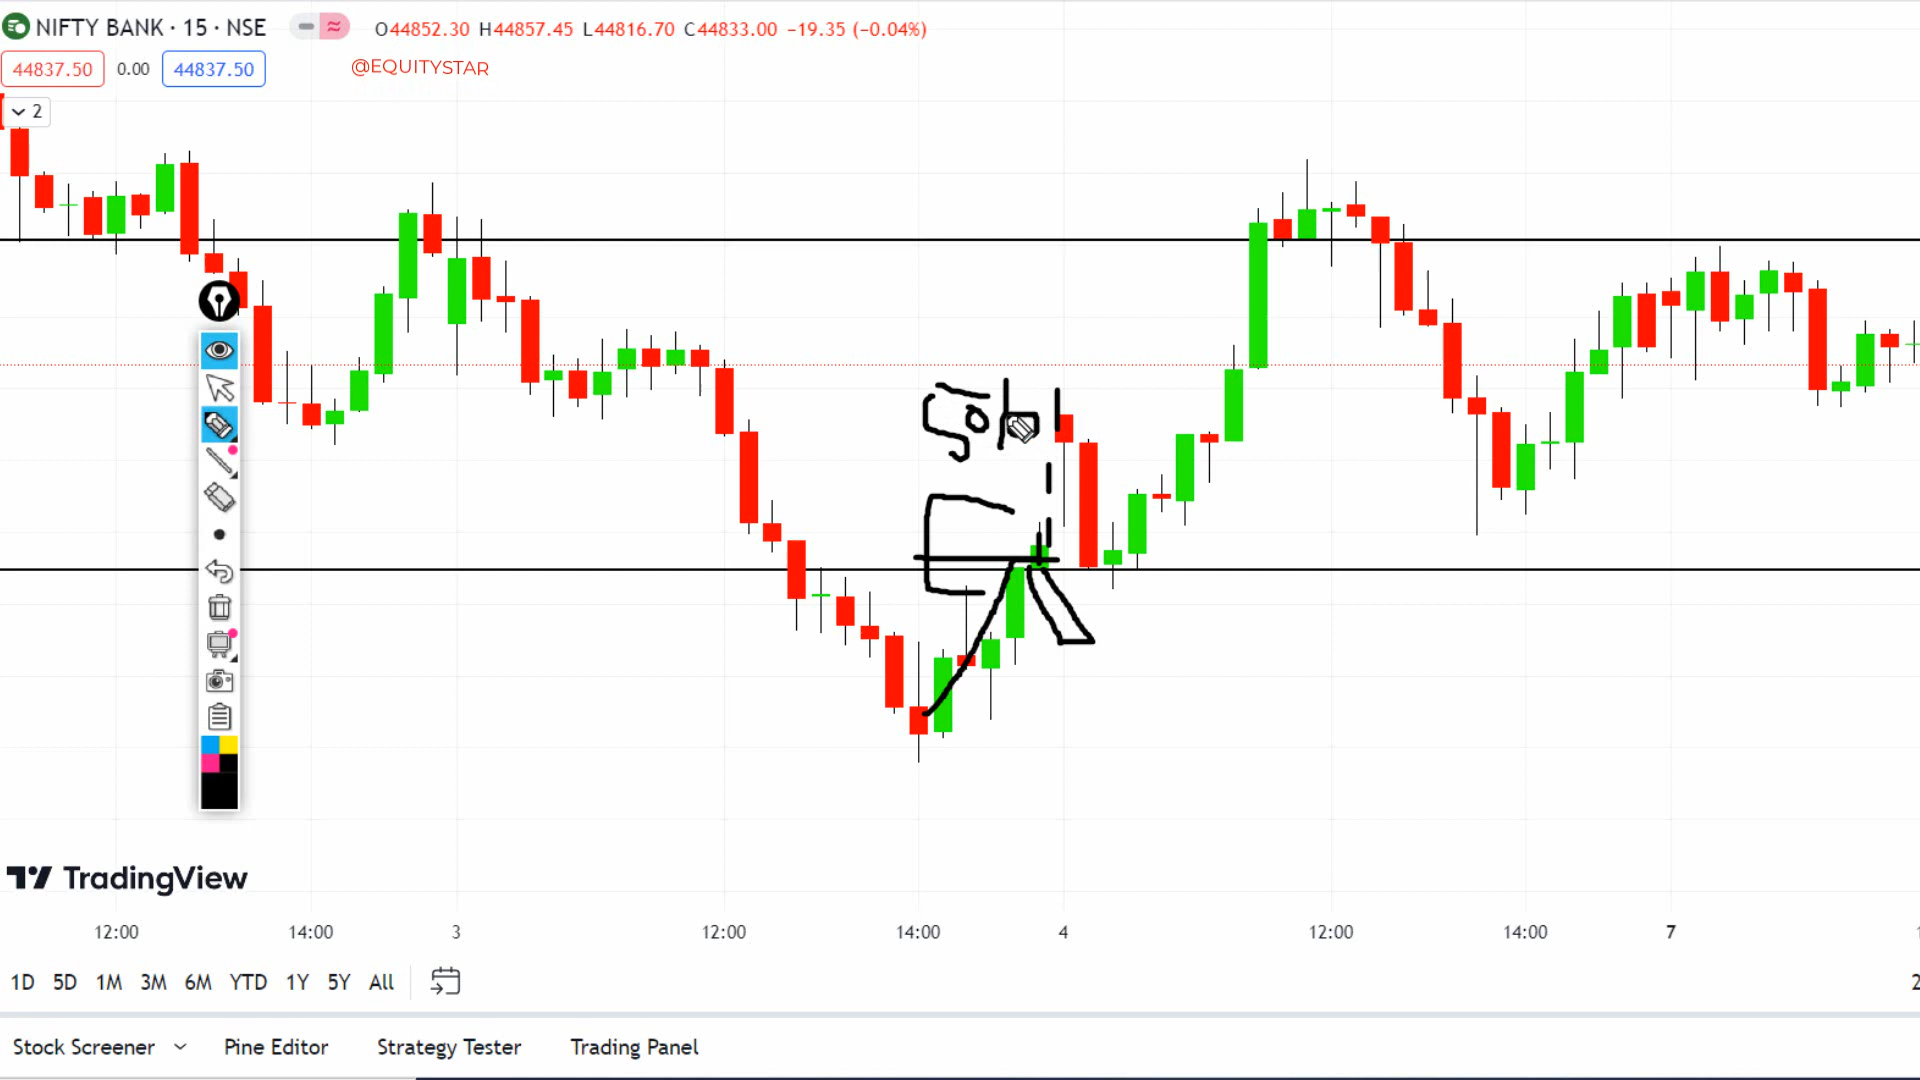 NIFTY BANK · 15 · NSE O44852.30 H44857.45 L44816.70 C44833.00 −19.35 (−0.04%)
44837.50 0.00 44837.50 @EQUITYSTAR
2
TradingView
12:00 14:00 3 12:00 14:00 4 12:00 14:00 7
1D 5D 1M 3M 6M YTD 1Y 5Y All
Stock Screener Pine Editor Strategy Tester Trading Panel